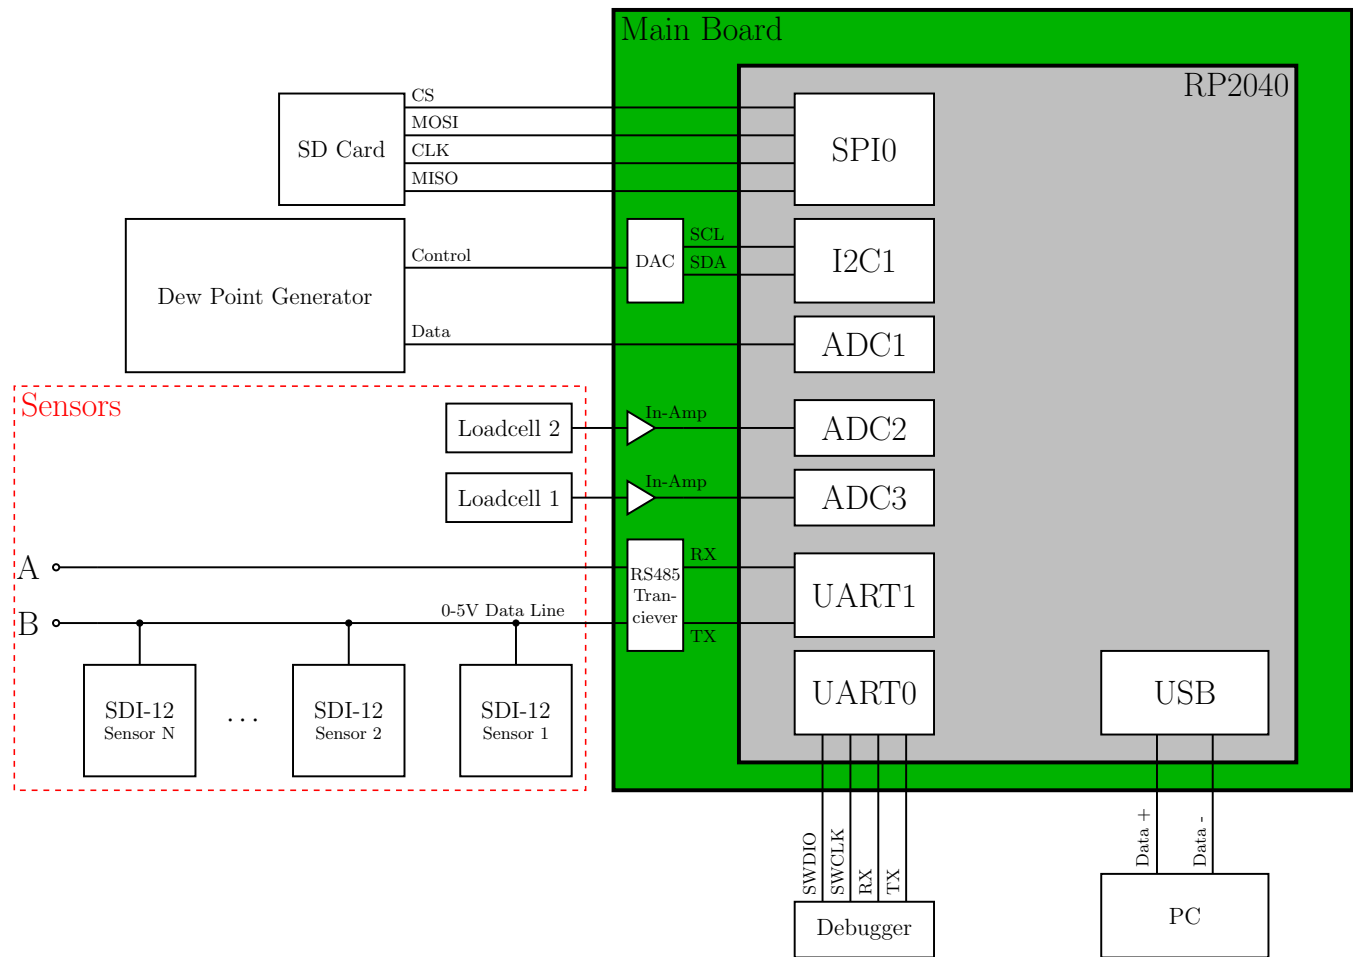 Main Board
RP2040
CS
MOSI
CLK
MISO
SD Card
SPI0
Control
Data
Dew Point Generator
DAC
SCL
SDA
I2C1
ADC1
Sensors
Loadcell 2
In-Amp
ADC2
Loadcell 1
In-Amp
ADC3
A
B
0-5V Data Line
RS485
Tran-
ciever
RX
TX
UART1
SDI-12
Sensor N
. . .
SDI-12
Sensor 2
SDI-12
Sensor 1
UART0
USB
SWDIO
SWCLK
RX
TX
Debugger
Data +
Data -
PC